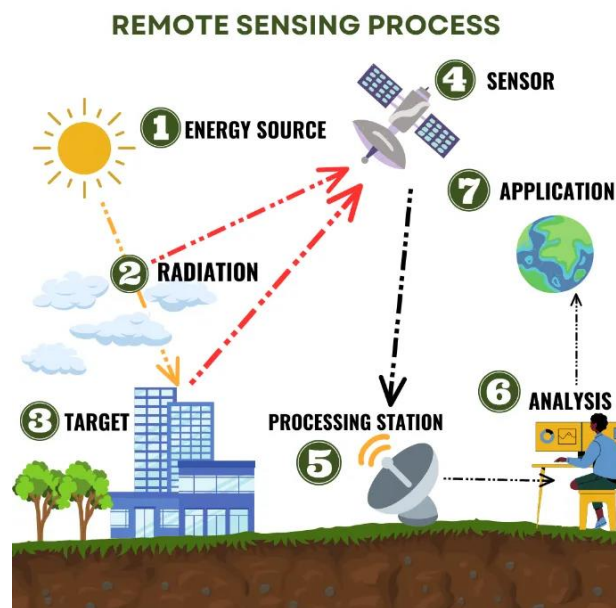 REMOTE SENSING PROCESS
1 ENERGY SOURCE
2 RADIATION
3 TARGET
4 SENSOR
PROCESSING STATION
5
6 ANALYSIS
7 APPLICATION